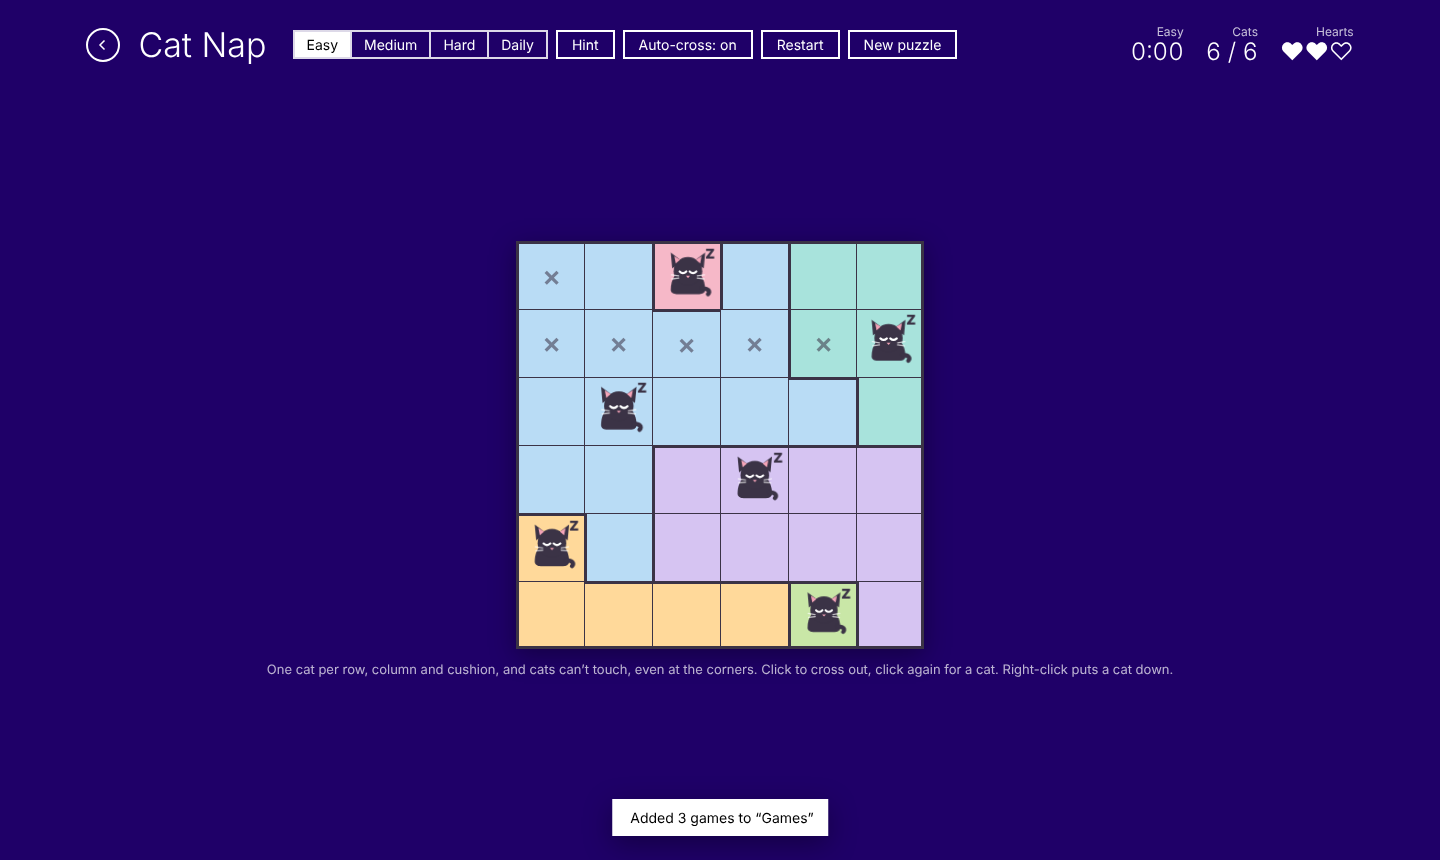 Cat Nap
Easy Medium Hard Daily Hint Auto-cross: on Restart New puzzle
Easy Cats Hearts
0:00 6 / 6
z
z
z
z
z
z
One cat per row, column and cushion, and cats can’t touch, even at the corners. Click to cross out, click again for a cat. Right-click puts a cat down.
Added 3 games to “Games”